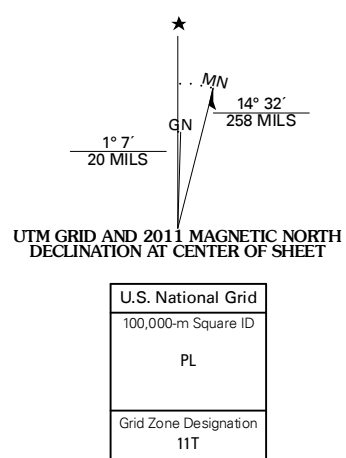 MN
14° 32´
258 MILS
GN
1° 7´
20 MILS
UTM GRID AND 2011 MAGNETIC NORTH
DECLINATION AT CENTER OF SHEET
U.S. National Grid
100,000-m Square ID
PL
Grid Zone Designation
11T